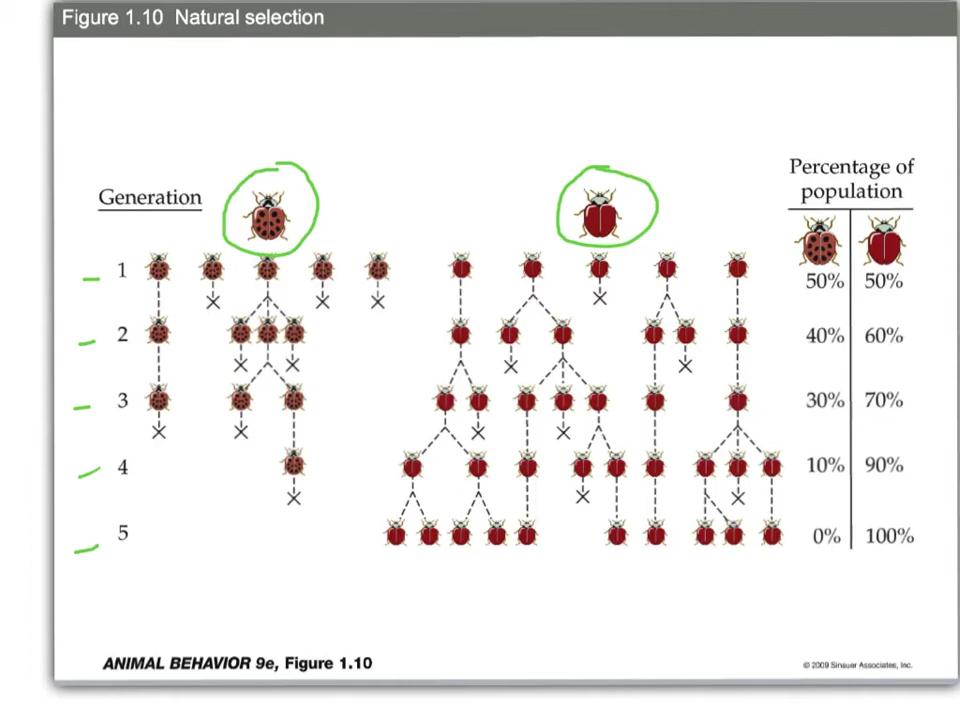 Figure 1.10 Natural selection
Percentage of
population
Generation
1
50% 50%
2
40% 60%
3
30% 70%
4
10% 90%
5
0% 100%
ANIMAL BEHAVIOR 9e, Figure 1.10
© 2009 Sinauer Associates, Inc.